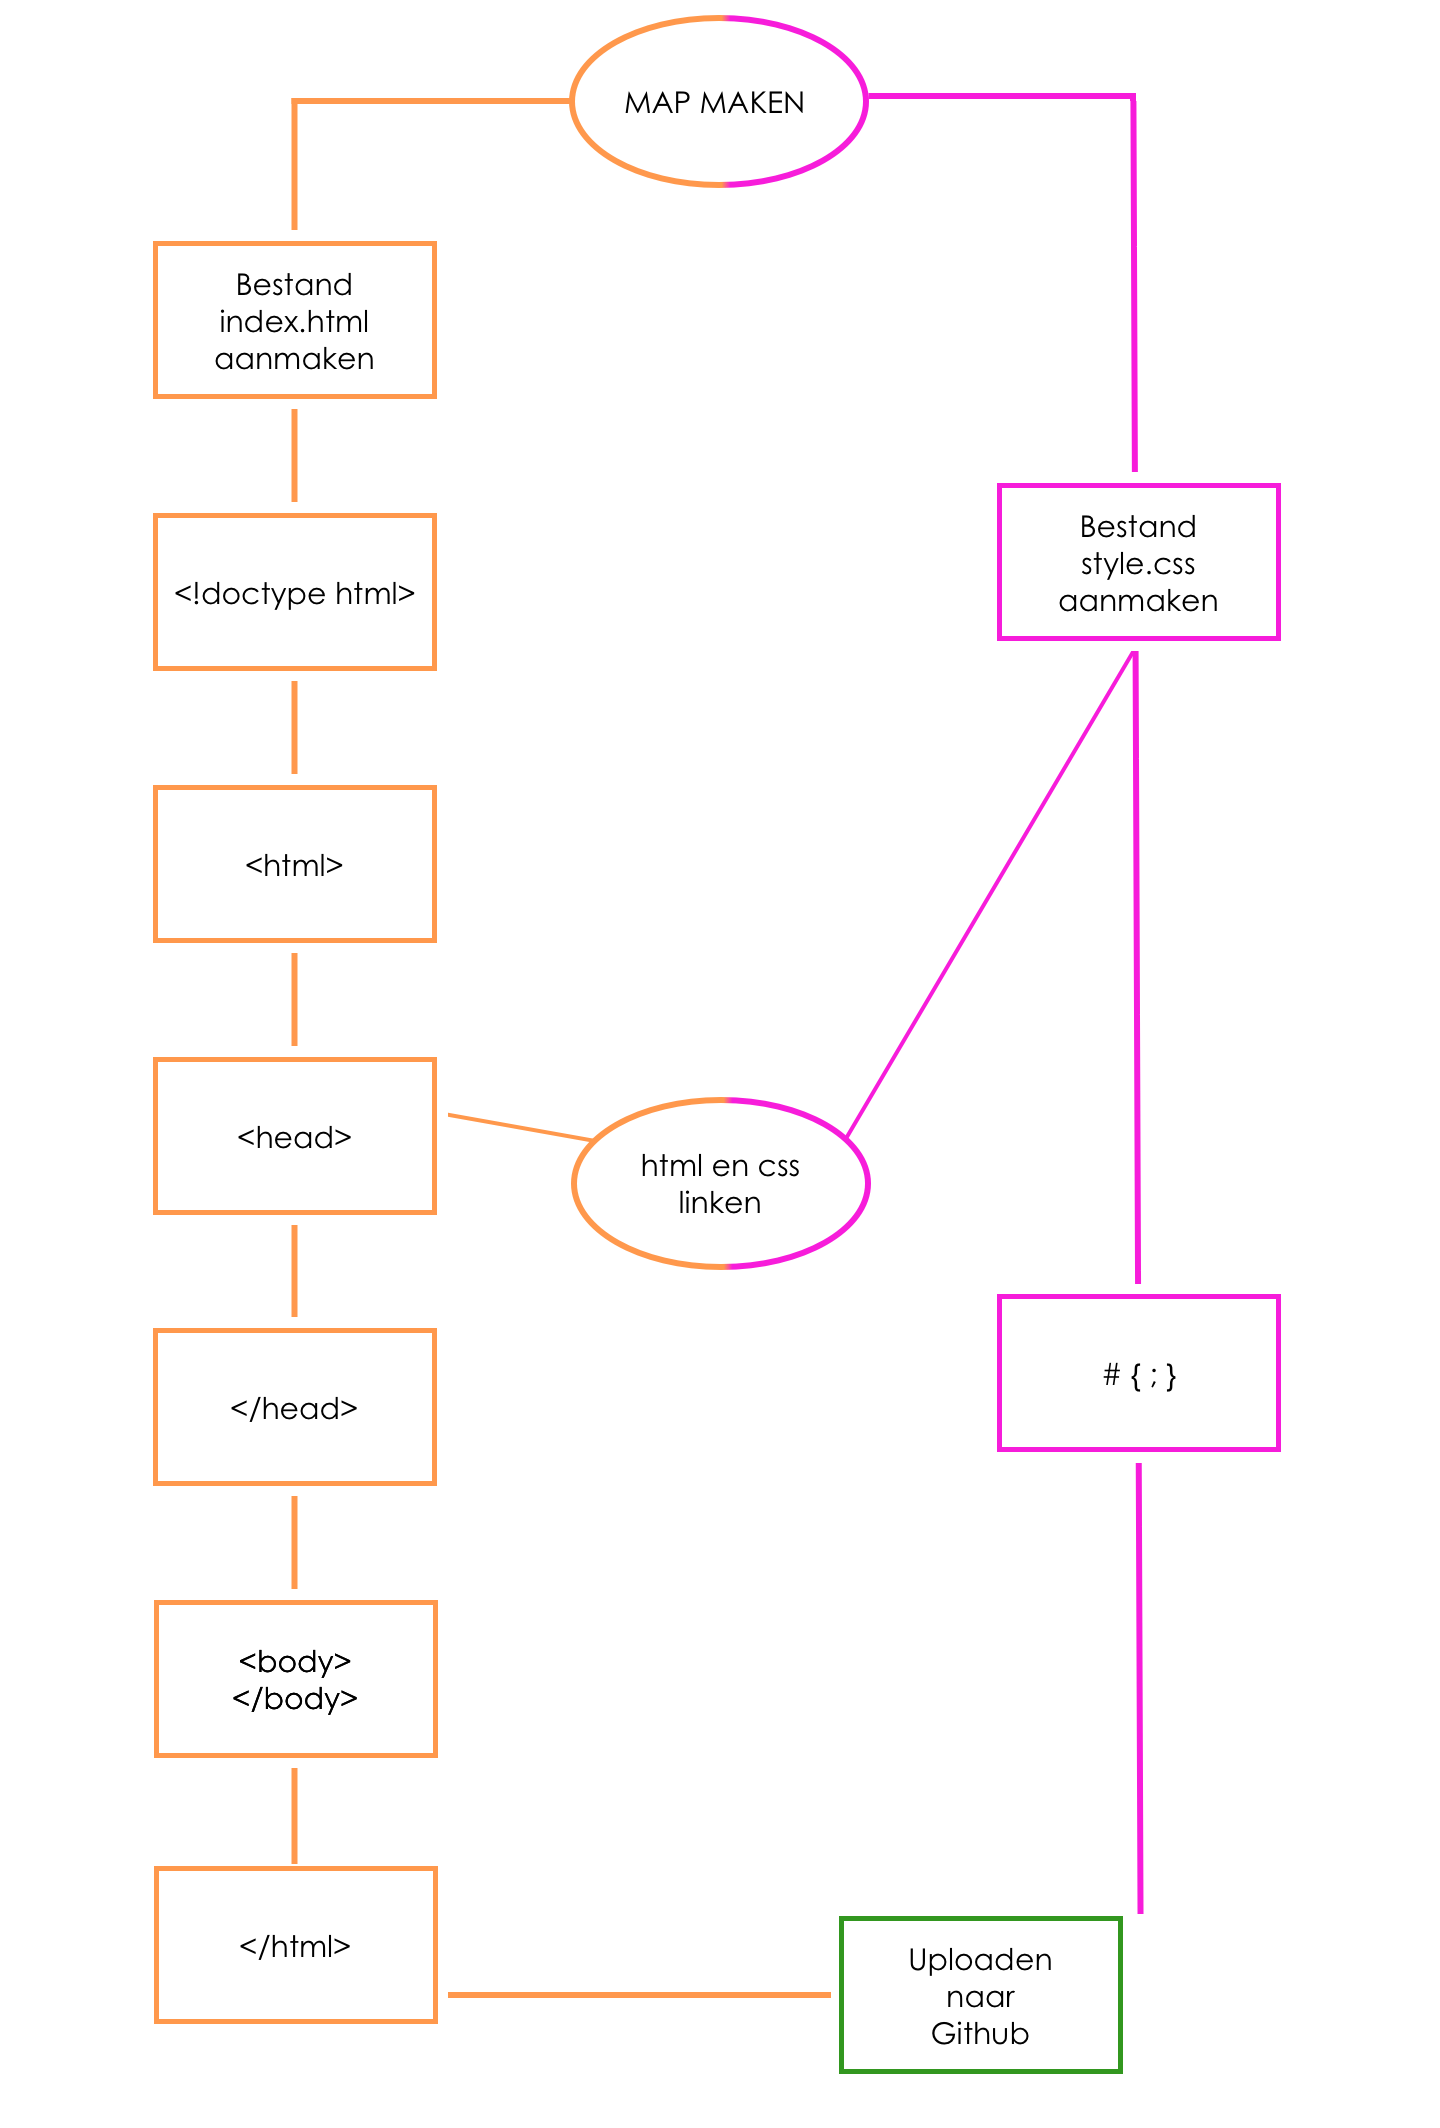 MAP MAKEN
Bestand
index.html
aanmaken
<!doctype html>
Bestand
style.css
aanmaken
<html>
<head>
html en css
linken
</head>
# { ; }
<body>
</body>
</html>
Uploaden
naar
Github